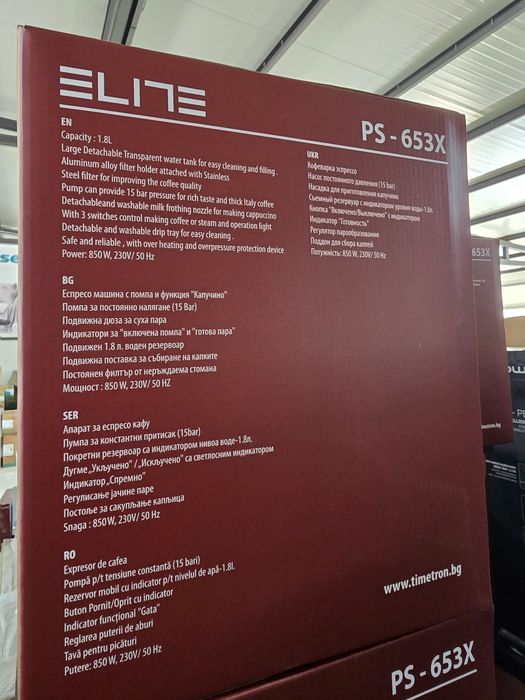 ELITE
PS - 653X
EN
Capacity : 1.8L
Large Detachable Transparent water tank for easy cleaning and filling .
Aluminum alloy filter holder attached with Stainless
Steel filter for improving the coffee quality
Pump can provide 15 bar pressure for rich taste and thick Italy coffee
Detachableand washable milk frothing nozzle for making cappuccino
With 3 switches control making coffee or steam and operation light
Detachable and washable drip tray for easy cleaning .
Safe and reliable , with over heating and overpressure protection device
Power: 850W, 230V/ 50 Hz
UKR
Кофеварка эспрессо
Насос постоянного давления (15 bar)
Насадка для приготовления капучино
Съемный резервуар с индикатором уровня воды-1.8л.
Кнопка "Включено/Выключено" с индикатором
Индикатор "Готовность"
Регулятор парообразования
Поддон для сбора каплей
Потужність: 850 W, 230V/ 50 Hz
BG
Еспресо машина с помпа и функция "Капучино"
Помпа за постоянно налягане (15 Bar)
Подвижна дюза за суха пара
Индикатори за "включена помпа" и "готова пара"
Подвижен 1.8 л. воден резервоар
Подвижна поставка за събиране на капките
Постоянен филтър от неръждаема стомана
Мощност : 850 W, 230V/ 50 HZ
SER
Апарат за еспресо кафу
Пумпа за константни притисак (15bar)
Покретни резервоар са индикатором нивоа воде-1.8л.
Дугме „Укључено" /„Искључено" са светлосним индикатором
Индикатор „Спремно"
Регулисање јачине паре
Постоље за сакупљање капљица
Snaga : 850 W, 230V/ 50 Hz
RO
Expresor de cafea
Pompă p/t tensiune constantă (15 bari)
Rezervor mobil cu indicator p/t nivelul de apă-1.8l.
Buton Pornit/Oprit cu indicator
Indicator funcțional "Gata"
Reglarea puterii de aburi
Tavă pentru picături
Putere: 850 W, 230V/ 50 Hz
www.timetron.bg
PS - 653X
653X